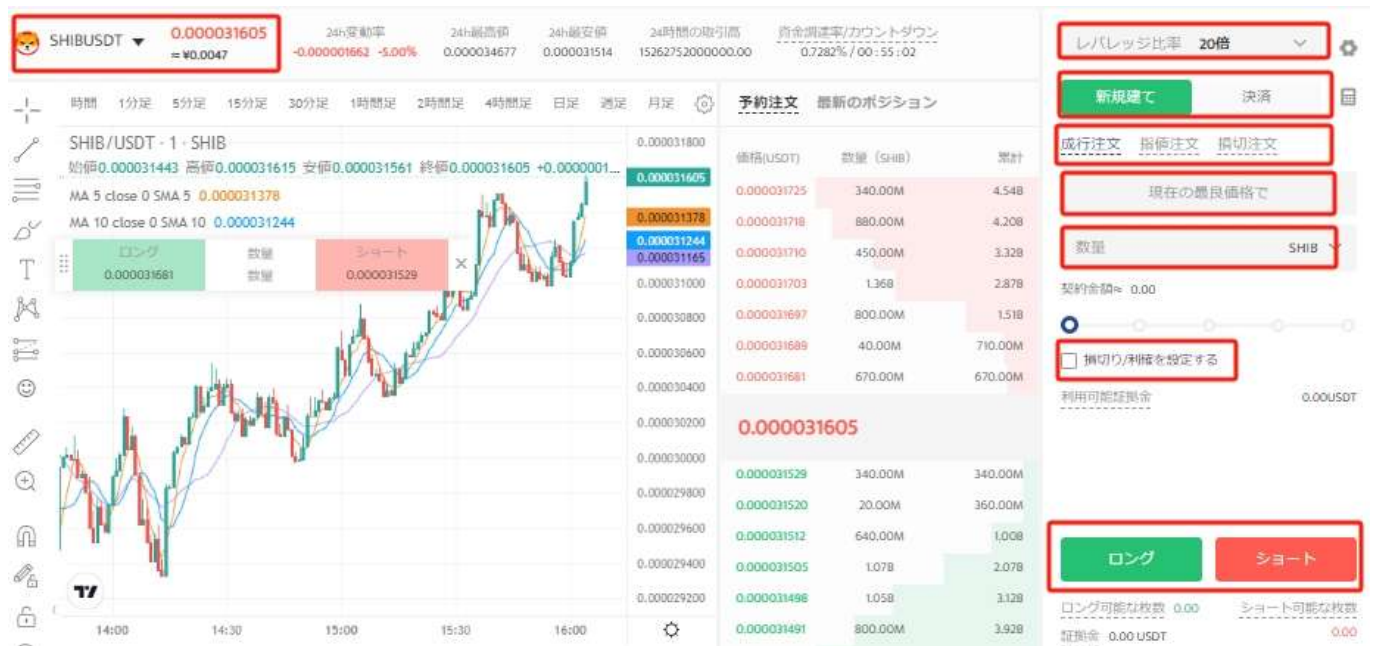 SHIBUSDT
0.000031605
≈ ¥0.0047
24h変動率
-0.000001662 -5.00%
24h最高値
0.000034677
24h最安値
0.000031514
24時間の取引高
15262752000000.00
資金調達率/カウントダウン
0.7282% / 00 : 55 : 02
時間 1分足 5分足 15分足 30分足 1時間足 2時間足 4時間足 日足 週足 月足
SHIB/USDT · 1 · SHIB
始値0.000031443 高値0.000031615 安値0.000031561 終値0.000031605 +0.0000001...
MA 5 close 0 SMA 5 0.000031378
MA 10 close 0 SMA 10 0.000031244
ロング 数量 ショート
0.000031681 数量 0.000031529
0.000031800
0.000031605
0.000031378
0.000031244
0.000031165
0.000031000
0.000030800
0.000030600
0.000030400
0.000030200
0.000030000
0.000029800
0.000029600
0.000029400
0.000029200
14:00 14:30 15:00 15:30 16:00
予約注文 最新のポジション
価格(USDT) 数量 (SHIB) 累計
0.000031725 340.00M 4.54B
0.000031718 880.00M 4.20B
0.000031710 450.00M 3.32B
0.000031703 1.36B 2.87B
0.000031697 800.00M 1.51B
0.000031689 40.00M 710.00M
0.000031681 670.00M 670.00M
0.000031605
0.000031529 340.00M 340.00M
0.000031520 20.00M 360.00M
0.000031512 640.00M 1.00B
0.000031505 1.07B 2.07B
0.000031498 1.05B 3.12B
0.000031491 800.00M 3.92B
レバレッジ比率 20倍
新規建て 決済
成行注文 指値注文 損切注文
現在の最良価格で
数量 SHIB
契約金額≈ 0.00
損切り/利確を設定する
利用可能証拠金 0.00USDT
ロング ショート
ロング可能な枚数 0.00 ショート可能な枚数
0.00
証拠金 0.00 USDT